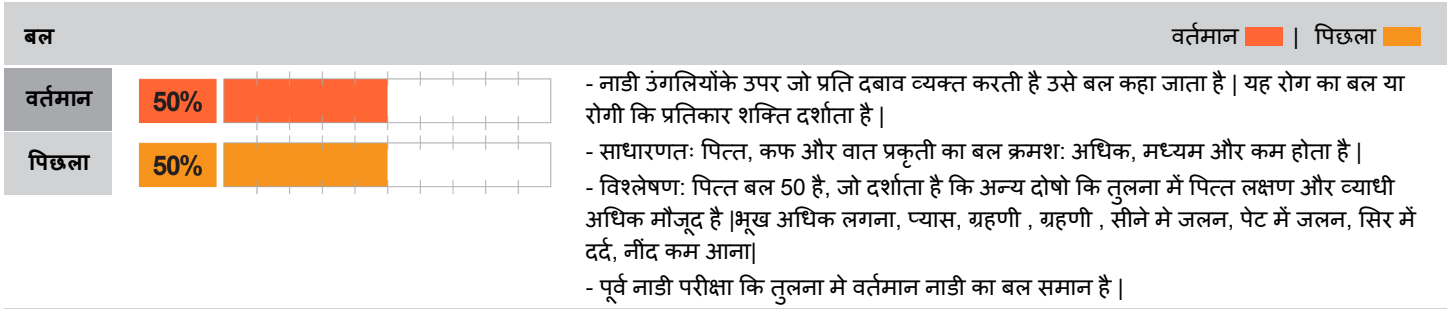 बल
वर्तमान | पिछला
वर्तमान 50%
पिछला 50%
- नाडी उंगलियोंके उपर जो प्रति दबाव व्यक्त करती है उसे बल कहा जाता है | यह रोग का बल या
रोगी कि प्रतिकार शक्ति दर्शाता है |
- साधारणतः पित्त, कफ और वात प्रकृती का बल क्रमश: अधिक, मध्यम और कम होता है |
- विश्लेषण: पित्त बल 50 है, जो दर्शाता है कि अन्य दोषो कि तुलना में पित्त लक्षण और व्याधी
अधिक मौजूद है |भूख अधिक लगना, प्यास, ग्रहणी , ग्रहणी , सीने मे जलन, पेट में जलन, सिर में
दर्द, नींद कम आना|
- पूर्व नाडी परीक्षा कि तुलना मे वर्तमान नाडी का बल समान है |